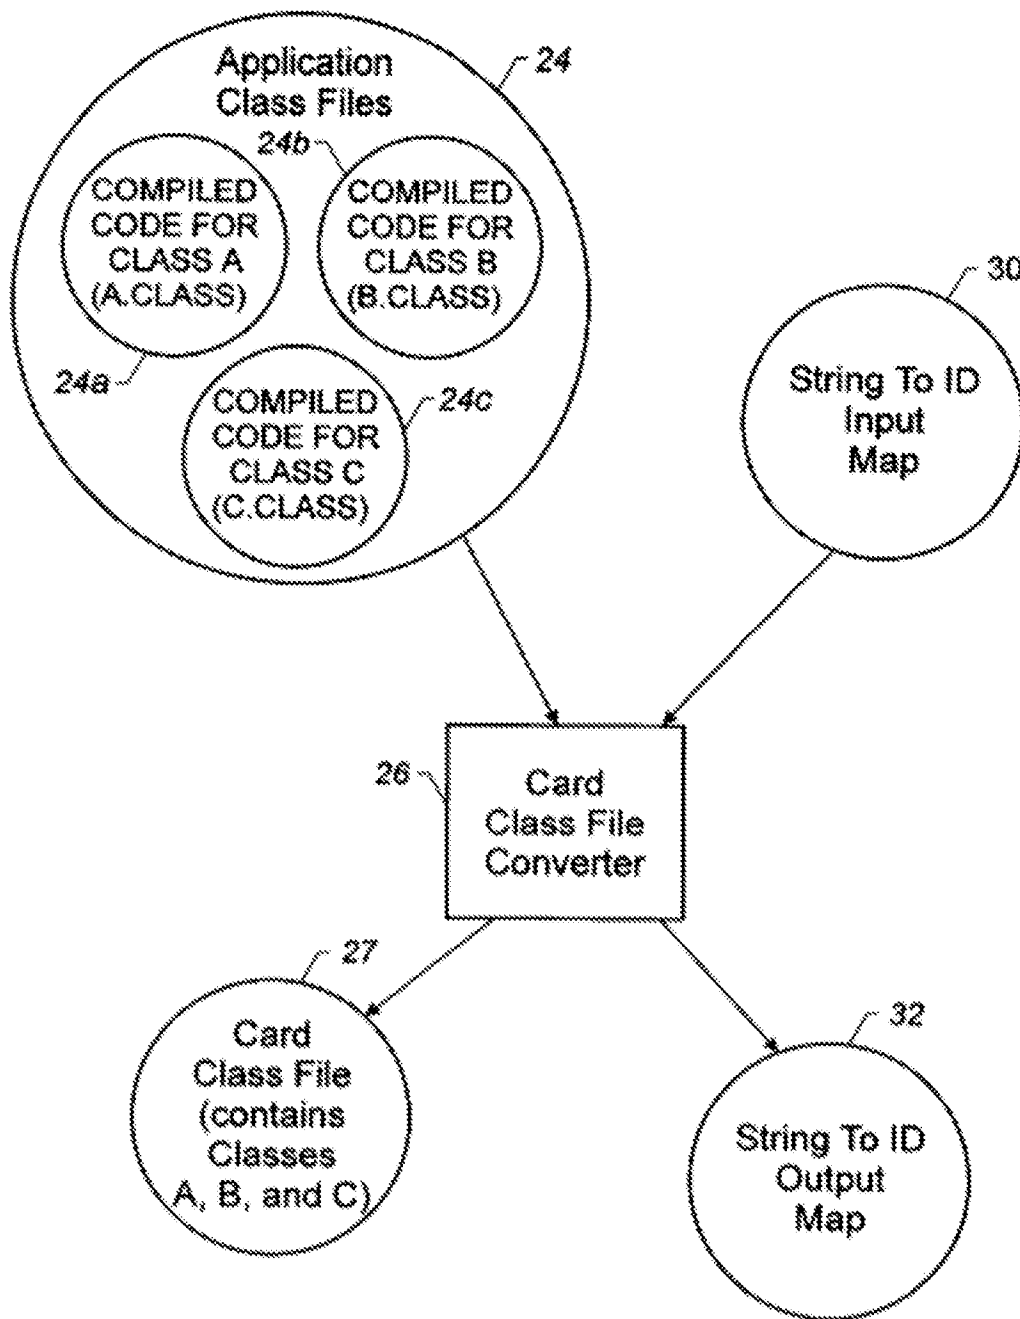 Application
Class Files
24
24b
COMPILED
CODE FOR
CLASS A
(A.CLASS)
COMPILED
CODE FOR
CLASS B
(B.CLASS)
24a
COMPILED
CODE FOR
CLASS C
(C.CLASS)
24c
30
String To ID
Input
Map
26
Card
Class File
Converter
27
Card
Class File
(contains
Classes
A, B, and C)
32
String To ID
Output
Map